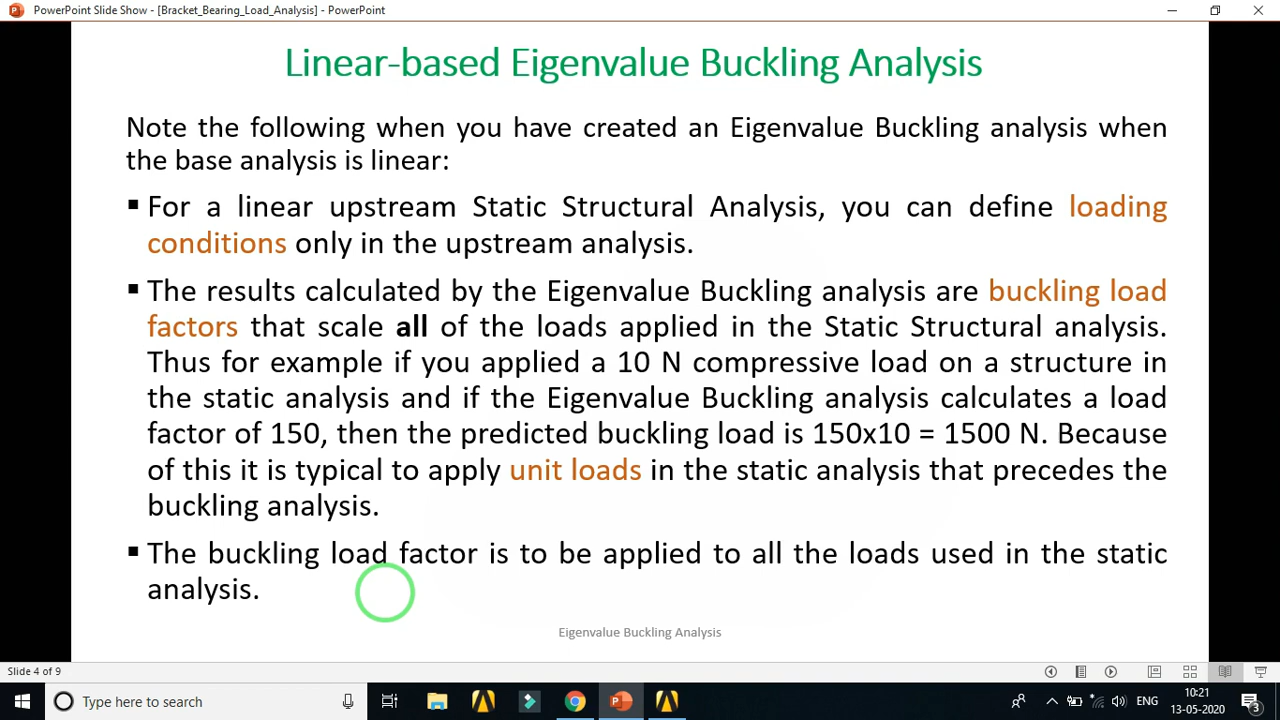 PowerPoint Slide Show - [Bracket_Bearing_Load_Analysis] - PowerPoint
Linear-based Eigenvalue Buckling Analysis
Note the following when you have created an Eigenvalue Buckling analysis when
the base analysis is linear:
▪ For a linear upstream Static Structural Analysis, you can define loading
conditions only in the upstream analysis.
▪ The results calculated by the Eigenvalue Buckling analysis are buckling load
factors that scale all of the loads applied in the Static Structural analysis.
Thus for example if you applied a 10 N compressive load on a structure in
the static analysis and if the Eigenvalue Buckling analysis calculates a load
factor of 150, then the predicted buckling load is 150x10 = 1500 N. Because
of this it is typical to apply unit loads in the static analysis that precedes the
buckling analysis.
▪ The buckling load factor is to be applied to all the loads used in the static
analysis.
Eigenvalue Buckling Analysis
Slide 4 of 9
Type here to search
ENG
10:21
13-05-2020
3